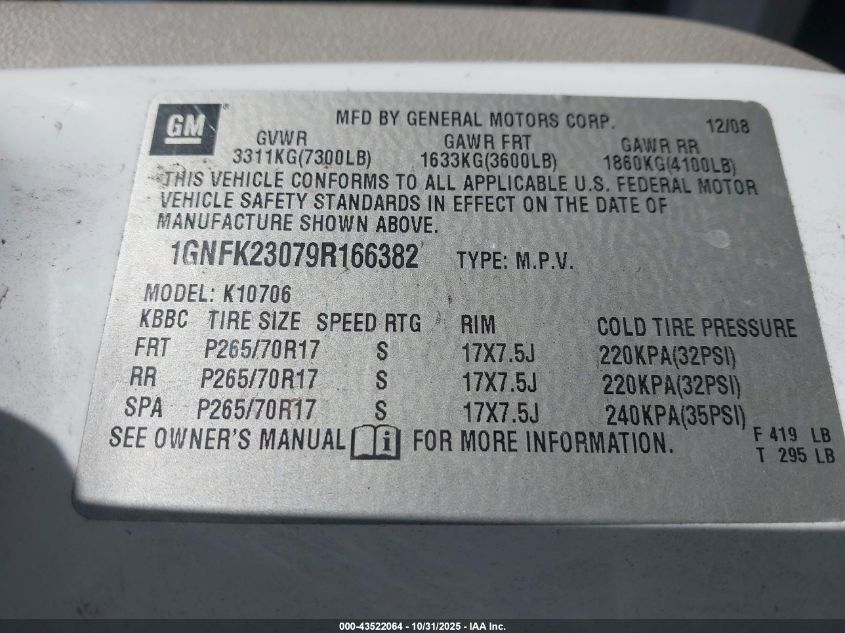 GM MFD BY GENERAL MOTORS CORP. 12/08
GVWR GAWR FRT GAWR RR
3311KG(7300LB) 1633KG(3600LB) 1860KG(4100LB)
THIS VEHICLE CONFORMS TO ALL APPLICABLE U.S. FEDERAL MOTOR
VEHICLE SAFETY STANDARDS IN EFFECT ON THE DATE OF
MANUFACTURE SHOWN ABOVE.
1GNFK23079R166382 TYPE: M.P.V.
MODEL: K10706
KBBC TIRE SIZE SPEED RTG RIM COLD TIRE PRESSURE
FRT P265/70R17 S 17X7.5J 220KPA(32PSI)
RR P265/70R17 S 17X7.5J 220KPA(32PSI)
SPA P265/70R17 S 17X7.5J 240KPA(35PSI)
SEE OWNER'S MANUAL i FOR MORE INFORMATION. F 419 LB
T 295 LB
000-43522064 - 10/31/2025 - IAA Inc.